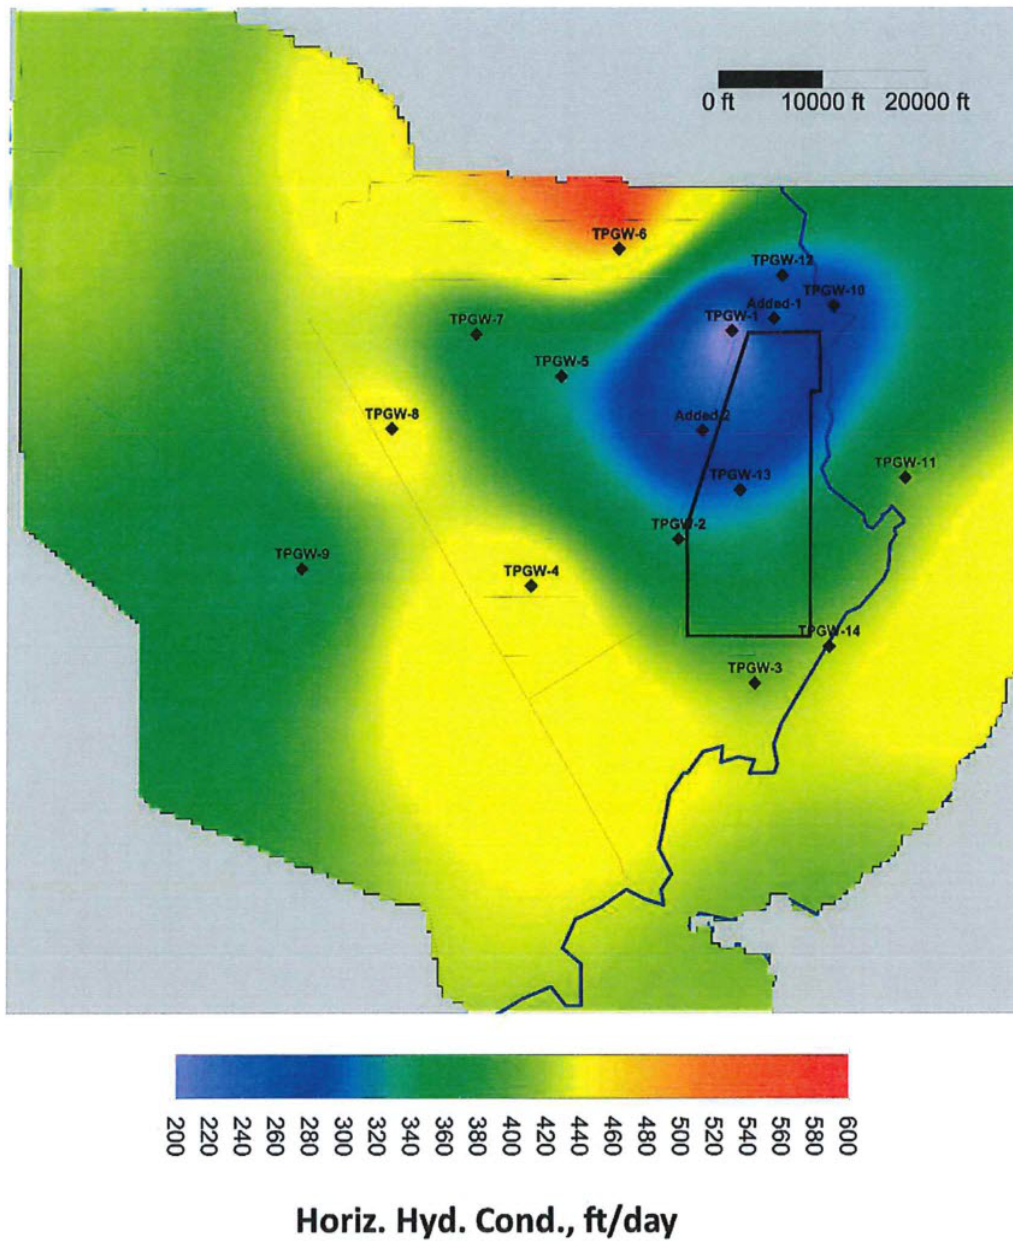 0 ft 10000 ft 20000 ft
TPGW-6
TPGW-12
TPGW-10
Added-1
TPGW-1
TPGW-7
TPGW-5
TPGW-8
Added-2
TPGW-11
TPGW-13
TPGW-2
TPGW-9
TPGW-4
TPGW-14
TPGW-3
200 220 240 260 280 300 320 340 360 380 400 420 440 460 480 500 520 540 560 580 600
Horiz. Hyd. Cond., ft/day